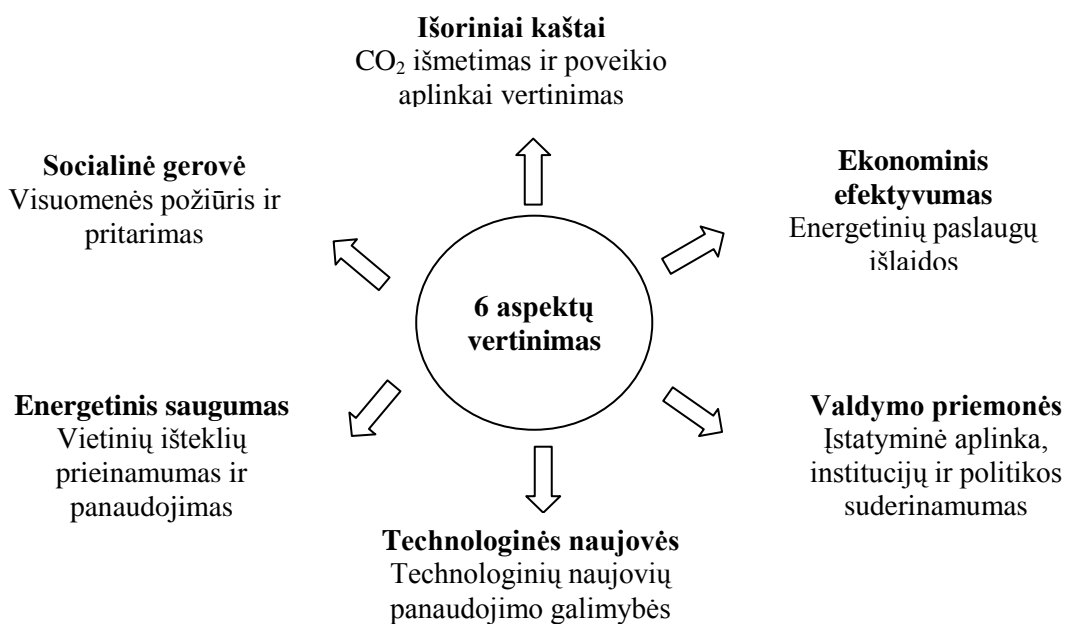 Išoriniai kaštai
CO₂ išmetimas ir poveikio
aplinkai vertinimas
Socialinė gerovė
Visuomenės požiūris ir
pritarimas
Ekonominis
efektyvumas
Energetinių paslaugų
išlaidos
6 aspektų
vertinimas
Energetinis saugumas
Vietinių išteklių
prieinamumas ir
panaudojimas
Valdymo priemonės
Įstatyminė aplinka,
institucijų ir politikos
suderinamumas
Technologinės naujovės
Technologinių naujovių
panaudojimo galimybės